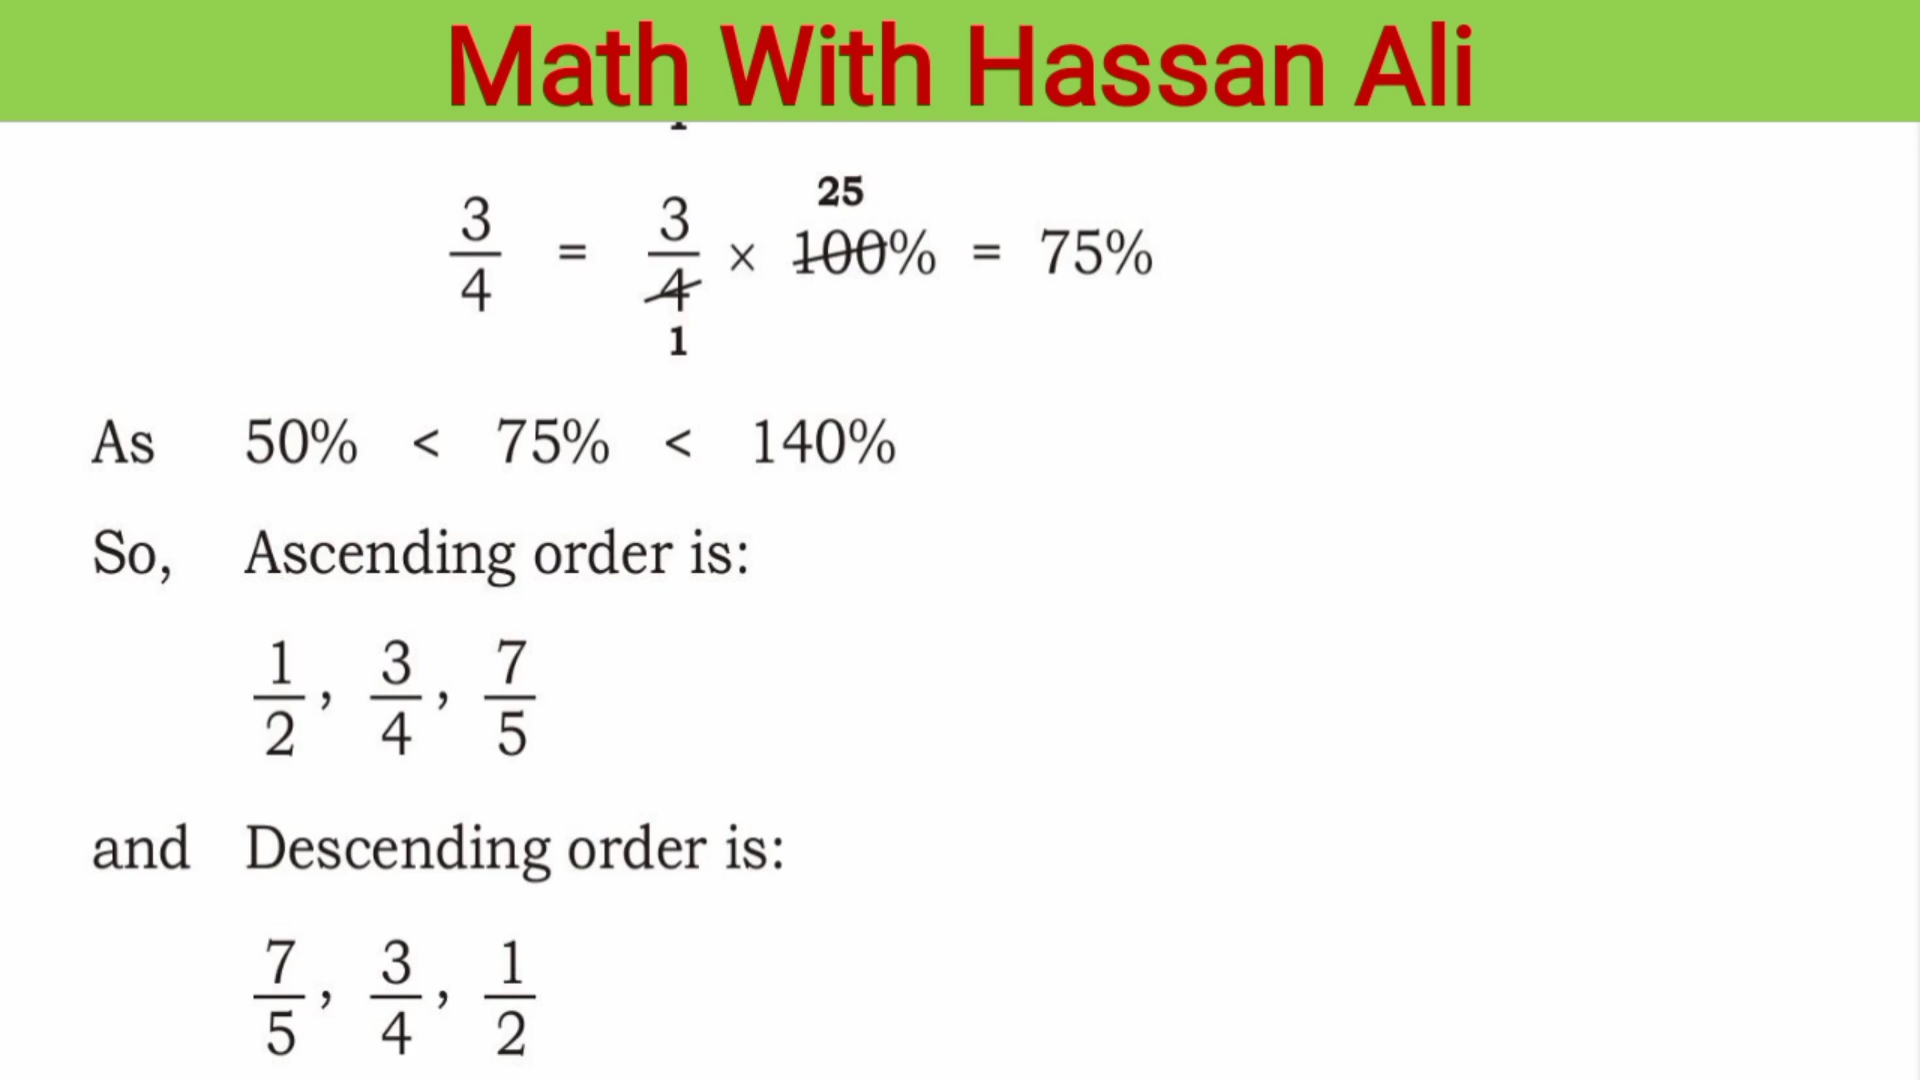 Math With Hassan Ali
25
3/4 = 3/4 × 100% = 75%
1
As 50% < 75% < 140%
So, Ascending order is:
1/2, 3/4, 7/5
and Descending order is:
7/5, 3/4, 1/2